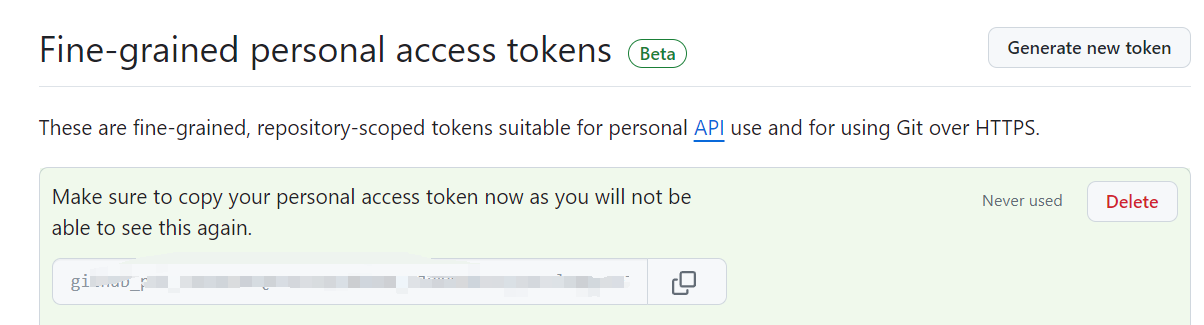 Fine-grained personal access tokens Beta Generate new token
These are fine-grained, repository-scoped tokens suitable for personal API use and for using Git over HTTPS.
Make sure to copy your personal access token now as you will not be
able to see this again.
Never used Delete